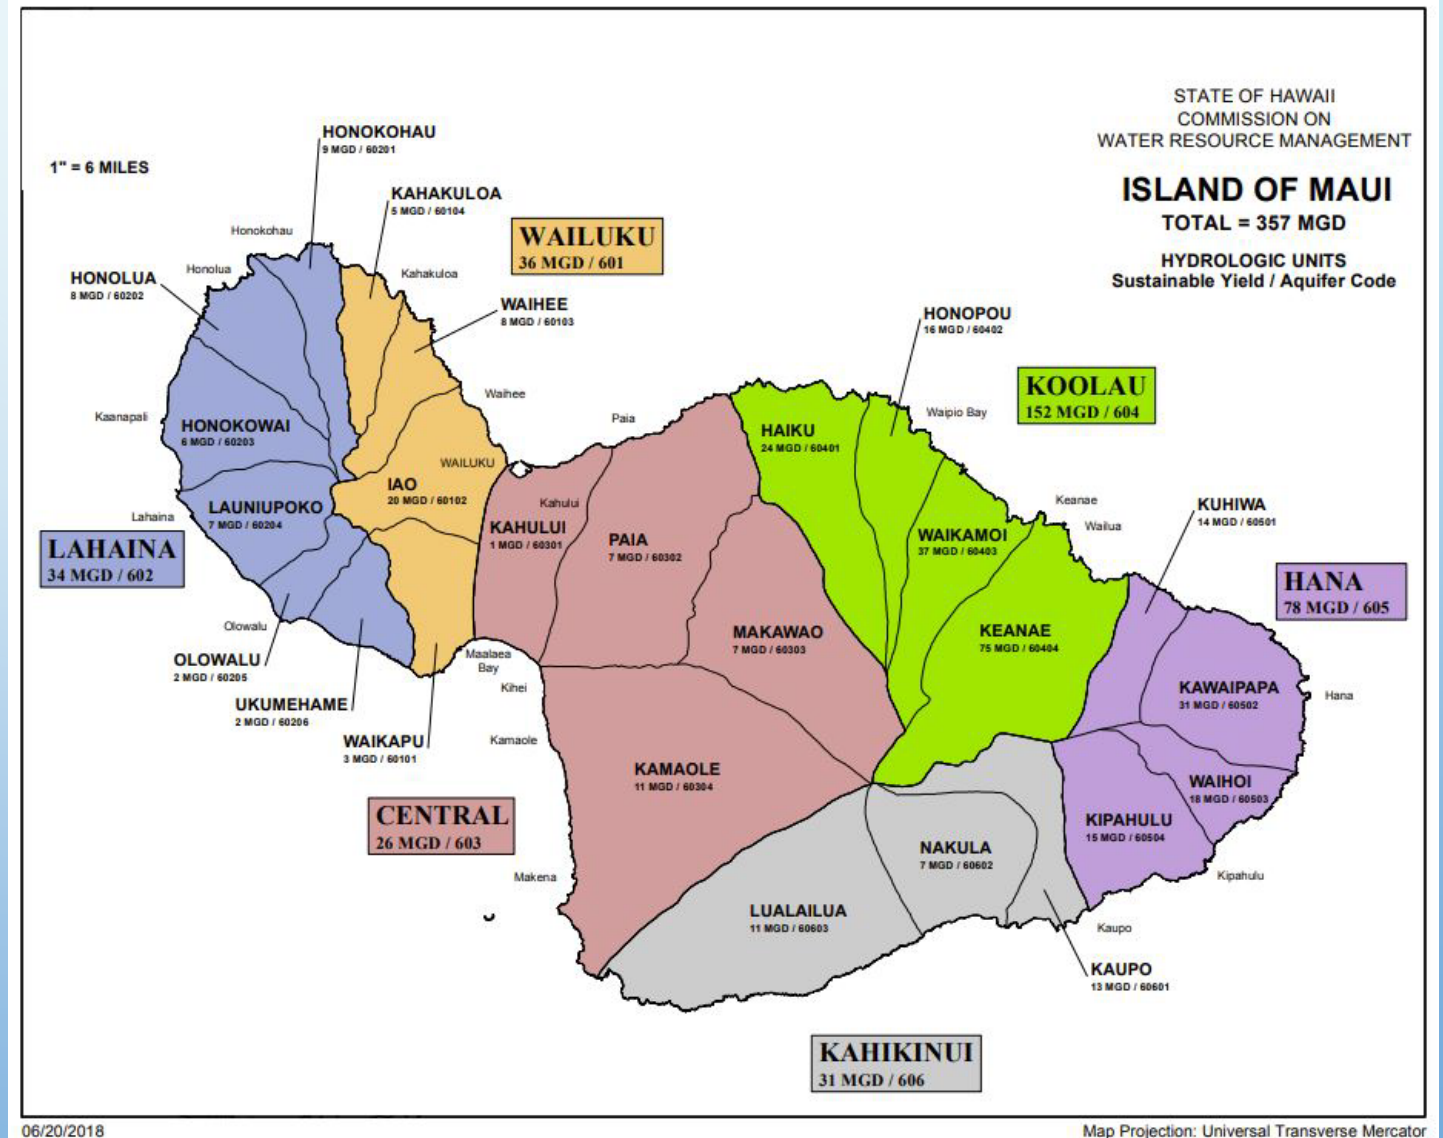 STATE OF HAWAII
COMMISSION ON
WATER RESOURCE MANAGEMENT
ISLAND OF MAUI
TOTAL = 357 MGD
HYDROLOGIC UNITS
Sustainable Yield / Aquifer Code
1" = 6 MILES
HONOKOHAU
9 MGD / 60201
KAHAKULOA
5 MGD / 60104
WAILUKU
36 MGD / 601
Honokohau
Honolua
Kahakuloa
HONOLUA
8 MGD / 60202
WAIHEE
8 MGD / 60103
HONOPOU
16 MGD / 60402
KOOLAU
152 MGD / 604
Waihee
Kaanapali
Paia
Waipio Bay
HONOKOWAI
6 MGD / 60203
HAIKU
24 MGD / 60401
WAILUKU
IAO
20 MGD / 60102
Kahului
Keanae
Wailua
KUHIWA
14 MGD / 60501
LAUNIUPOKO
7 MGD / 60204
Lahaina
KAHULUI
1 MGD / 60301
PAIA
7 MGD / 60302
WAIKAMOI
37 MGD / 60403
LAHAINA
34 MGD / 602
HANA
78 MGD / 605
Olowalu
MAKAWAO
7 MGD / 60303
KEANAE
75 MGD / 60404
OLOWALU
2 MGD / 60205
Maalaea
Bay
Kihei
KAWAIPAPA
31 MGD / 60502
Hana
UKUMEHAME
2 MGD / 60206
WAIKAPU
3 MGD / 60101
Kamaole
KAMAOLE
11 MGD / 60304
WAIHOI
18 MGD / 60503
CENTRAL
26 MGD / 603
KIPAHULU
15 MGD / 60504
NAKULA
7 MGD / 60602
Makena
Kipahulu
LUALAILUA
11 MGD / 60603
Kaupo
KAUPO
13 MGD / 60601
KAHIKINUI
31 MGD / 606
06/20/2018
Map Projection: Universal Transverse Mercator